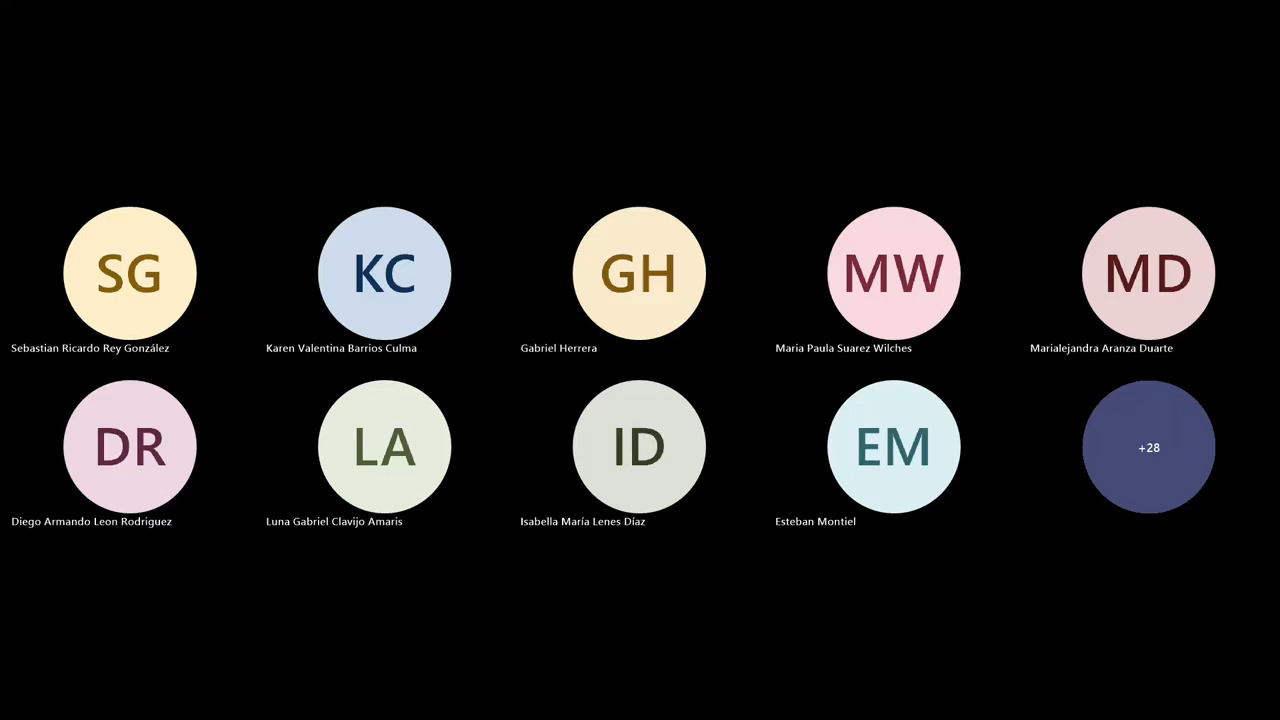 SG
KC
GH
MW
MD
Sebastian Ricardo Rey González
Karen Valentina Barrios Culma
Gabriel Herrera
Maria Paula Suarez Wilches
Marialejandra Aranza Duarte
DR
LA
ID
EM
+28
Diego Armando Leon Rodriguez
Luna Gabriel Clavijo Amaris
Isabella María Lenes Díaz
Esteban Montiel